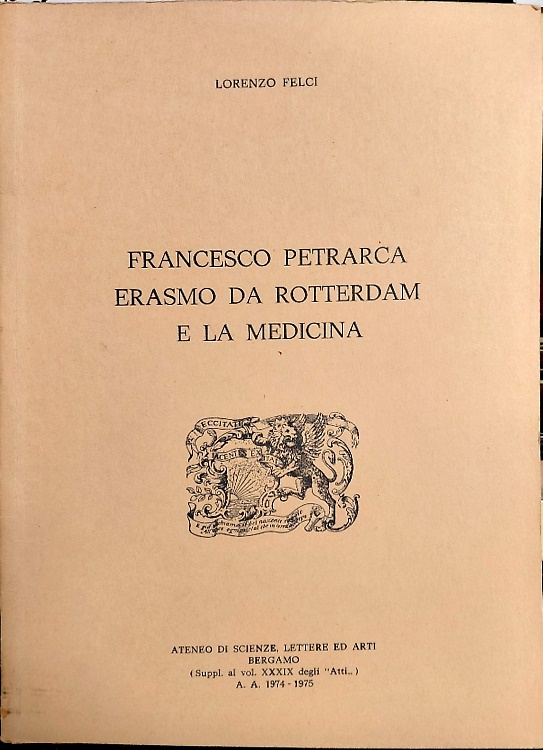 LORENZO FELCI
FRANCESCO PETRARCA
ERASMO DA ROTTERDAM
E LA MEDICINA
ECCITAT
ATENEO DI SCIENZE, LETTERE ED ARTI
BERGAMO
(Suppl. al vol. XXXIX degli "Atti„)
A. A. 1974 - 1975